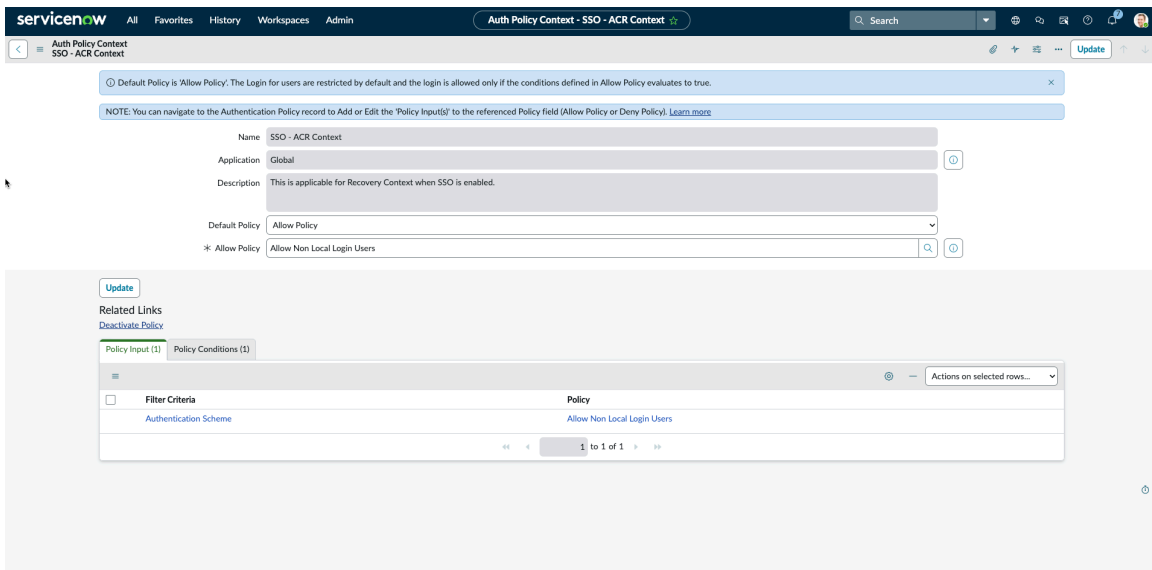 servicenow All Favorites History Workspaces Admin Auth Policy Context - SSO - ACR Context ☆ Search 7
Auth Policy Context
SSO - ACR Context Update
Default Policy is 'Allow Policy'. The Login for users are restricted by default and the login is allowed only if the conditions defined in Allow Policy evaluates to true.
NOTE: You can navigate to the Authentication Policy record to Add or Edit the 'Policy Input(s)' to the referenced Policy field (Allow Policy or Deny Policy). Learn more
Name SSO - ACR Context
Application Global
Description This is applicable for Recovery Context when SSO is enabled.
Default Policy Allow Policy
Allow Policy Allow Non Local Login Users
Update
Related Links
Deactivate Policy
Policy Input (1) Policy Conditions (1)
Actions on selected rows...
Filter Criteria Policy
Authentication Scheme Allow Non Local Login Users
1 to 1 of 1